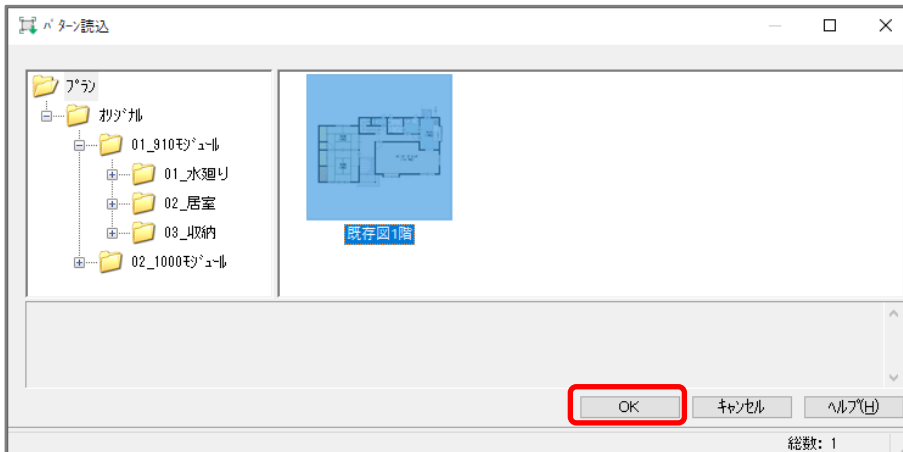 ﾊﾟﾀｰﾝ読込
ﾌﾟﾗﾝ
ｵﾘｼﾞﾅﾙ
01_910ﾓｼﾞｭｰﾙ
01_水廻り
02_居室
03_収納
02_1000ﾓｼﾞｭｰﾙ
既存図1階
OK
ｷｬﾝｾﾙ
ﾍﾙﾌﾟ(H)
総数: 1